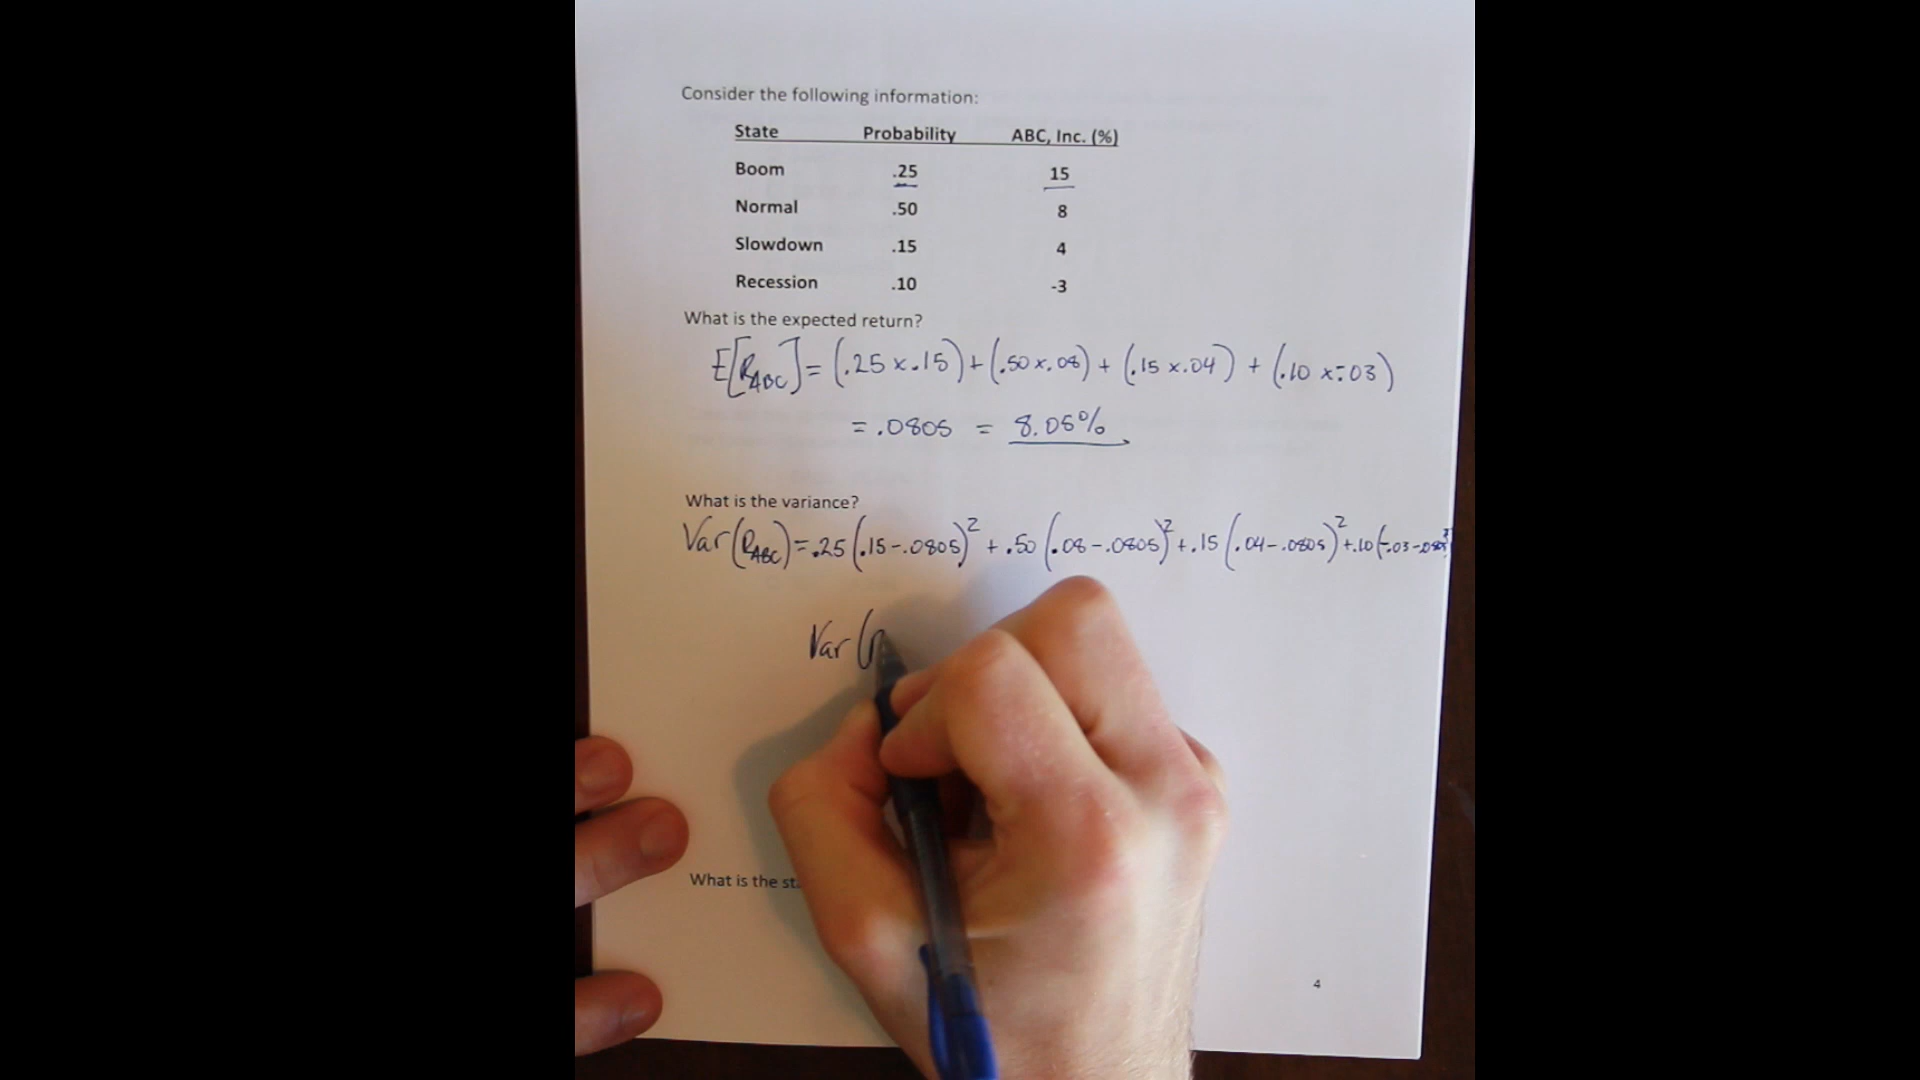 Consider the following information:
State Probability ABC, Inc. (%)
Boom .25 15
Normal .50 8
Slowdown .15 4
Recession .10 -3
What is the expected return?
E[R_ABC] = (.25 x .15) + (.50 x .08) + (.15 x .04) + (.10 x -.03)
= .0805 = 8.05%
What is the variance?
Var(R_ABC) = .25(.15-.0805)² + .50(.08-.0805)² + .15(.04-.0805)² + .10(-.03-.0805)²
Var(
What is the
4